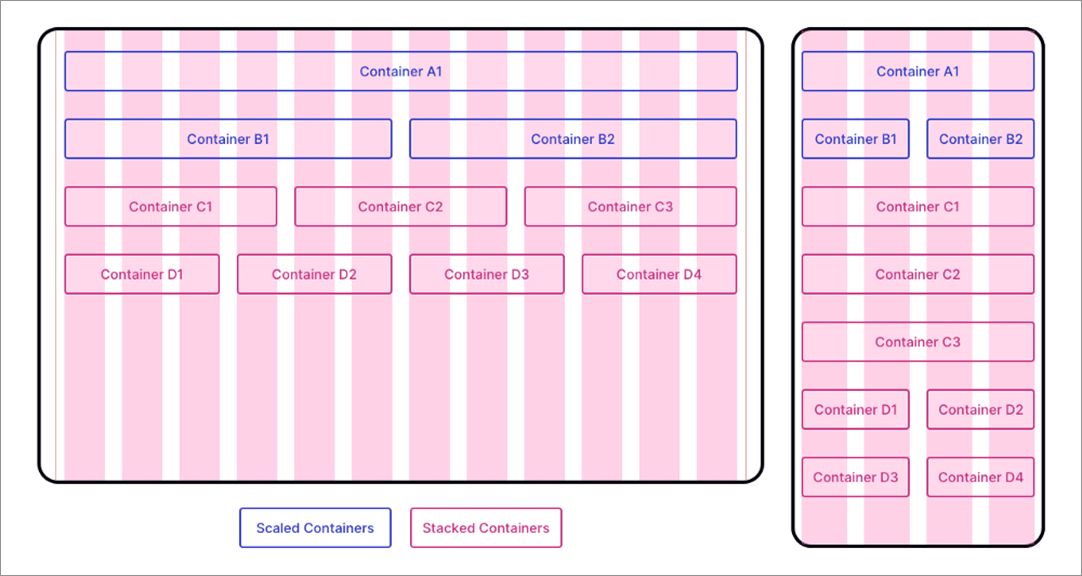 Container A1
Container B1
Container B2
Container C1
Container C2
Container C3
Container D1
Container D2
Container D3
Container D4
Scaled Containers
Stacked Containers
Container A1
Container B1
Container B2
Container C1
Container C2
Container C3
Container D1
Container D2
Container D3
Container D4